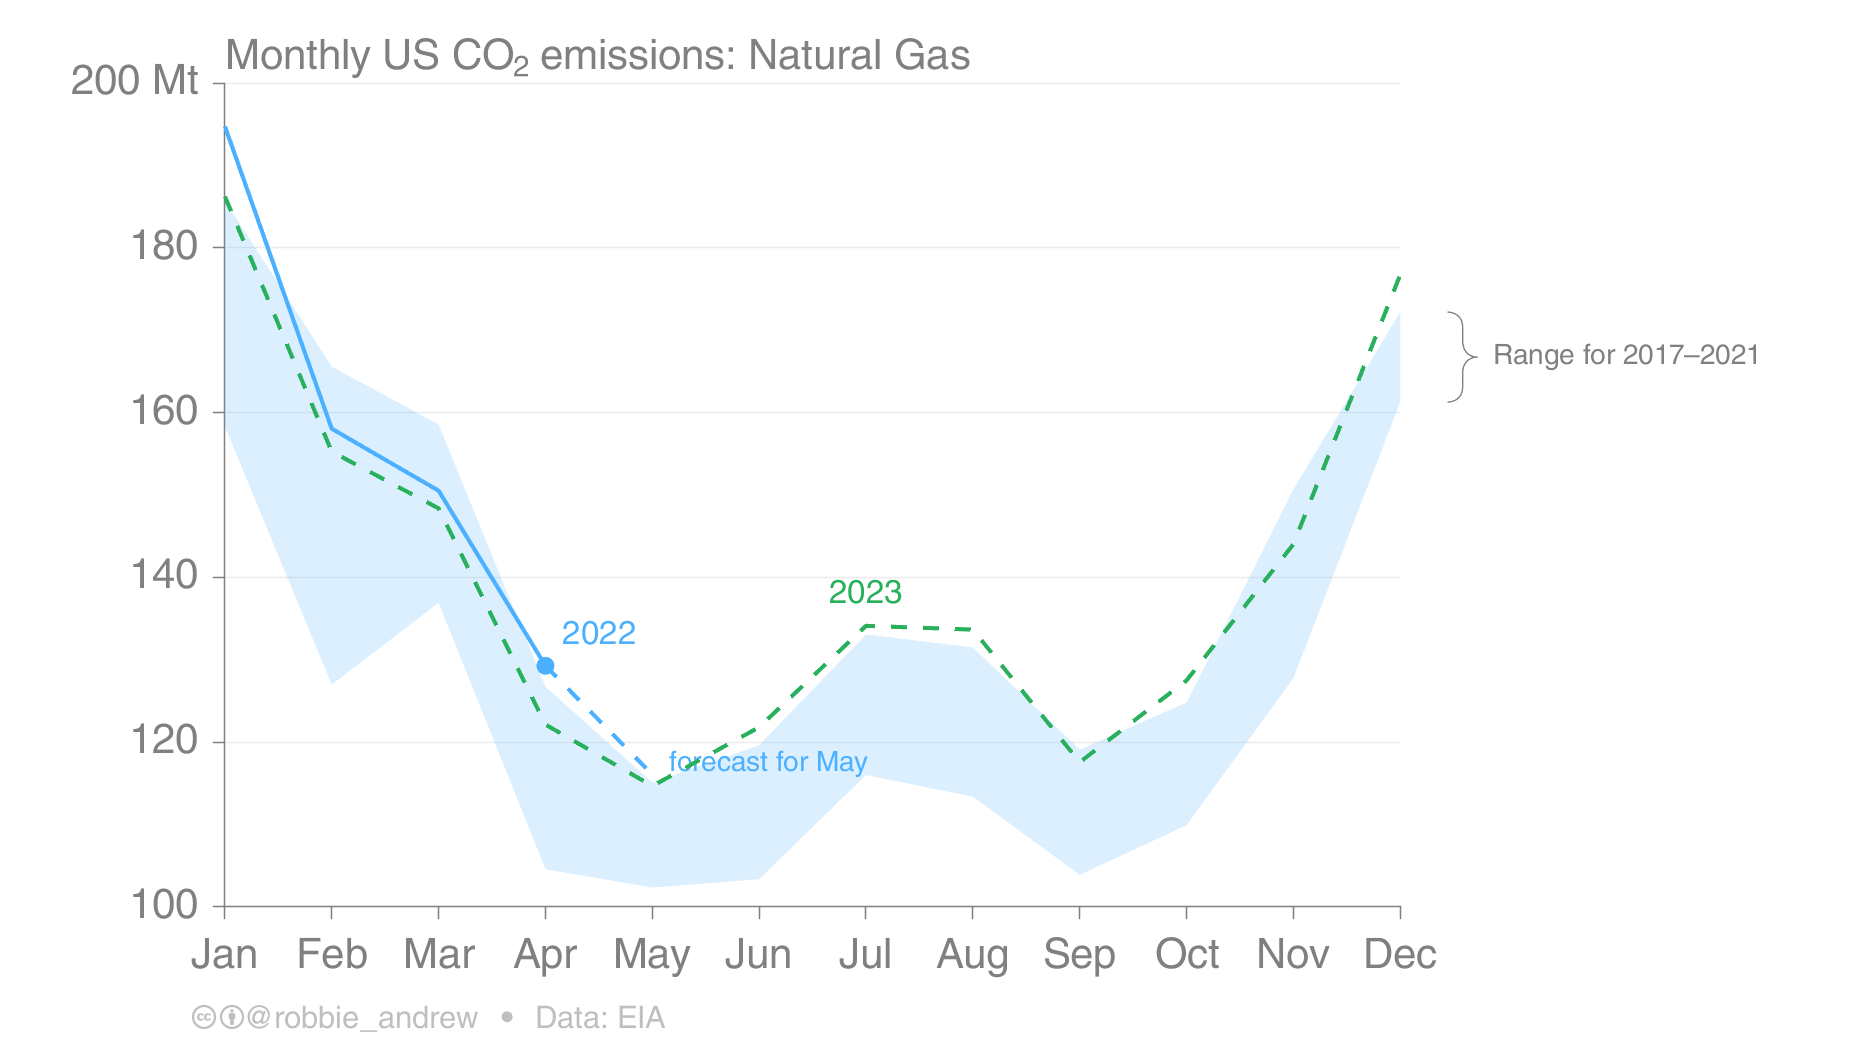 Monthly US CO₂ emissions: Natural Gas
200 Mt
180
160
140
120
100
Range for 2017–2021
2023
2022
forecast for May
Jan Feb Mar Apr May Jun Jul Aug Sep Oct Nov Dec
cc @robbie_andrew • Data: EIA